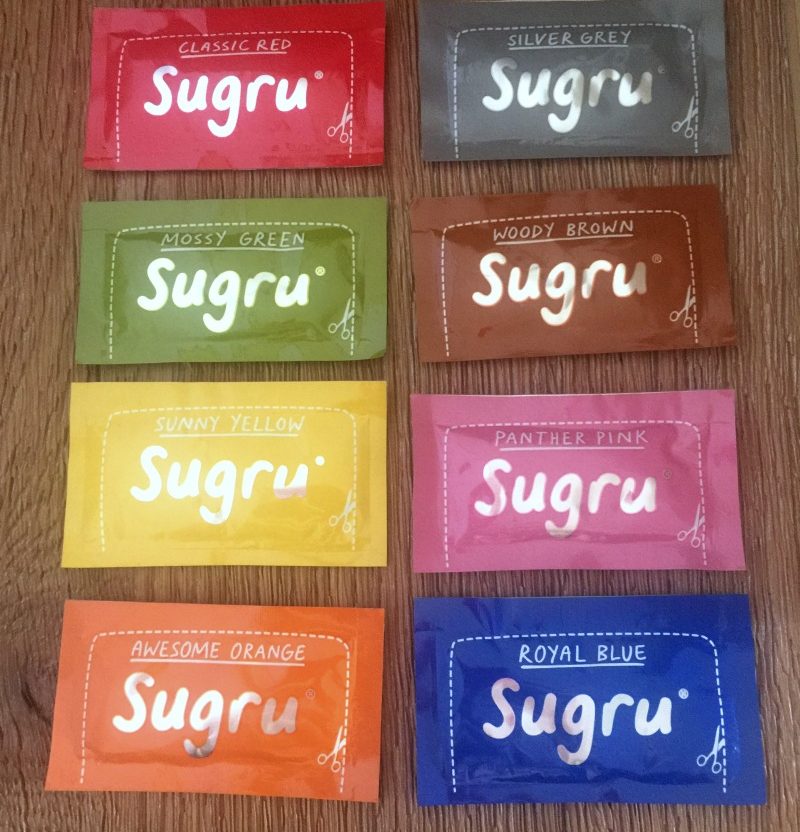 CLASSIC RED
Sugru®
SILVER GREY
Sugru®
MOSSY GREEN
Sugru®
WOODY BROWN
Sugru®
SUNNY YELLOW
Sugru®
PANTHER PINK
Sugru®
AWESOME ORANGE
Sugru®
ROYAL BLUE
Sugru®